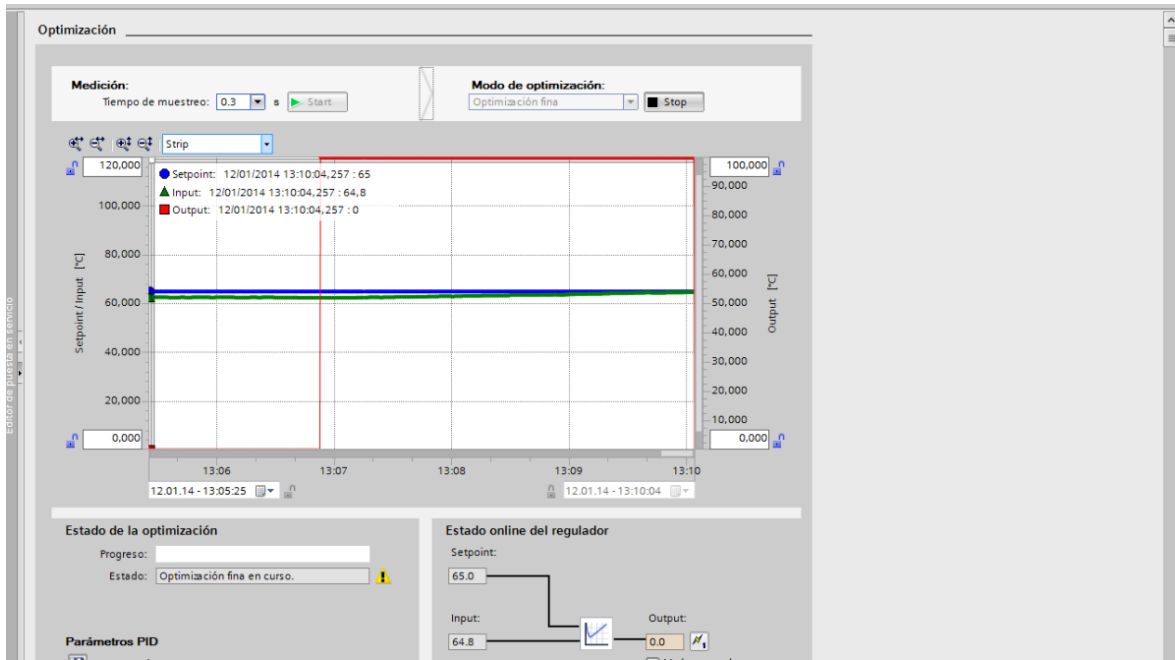 Optimización
Medición:
Tiempo de muestreo: 0.3 s Start
Modo de optimización:
Optimización fina Stop
Strip
120,000
100,000
80,000
60,000
40,000
20,000
0,000
Setpoint / Input [°C]
Setpoint: 12/01/2014 13:10:04,257 : 65
Input: 12/01/2014 13:10:04,257 : 64,8
Output: 12/01/2014 13:10:04,257 : 0
100,000
90,000
80,000
70,000
60,000
50,000
40,000
30,000
20,000
10,000
0,000
Output [°C]
13:06 13:07 13:08 13:09 13:10
12.01.14 - 13:05:25 12.01.14 - 13:10:04
Editor de puesta en servicio
Estado de la optimización
Progreso:
Estado: Optimización fina en curso.
Parámetros PID
Estado online del regulador
Setpoint:
65.0
Input: Output:
64.8 0.0